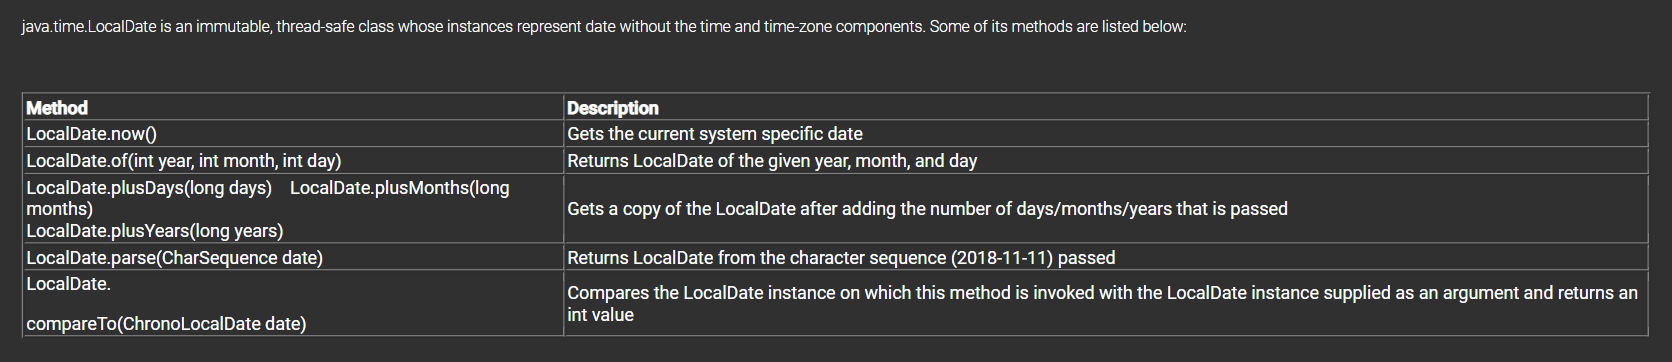 java.time.LocalDate is an immutable, thread-safe class whose instances represent date without the time and time-zone components. Some of its methods are listed below:
Method Description
LocalDate.now() Gets the current system specific date
LocalDate.of(int year, int month, int day) Returns LocalDate of the given year, month, and day
LocalDate.plusDays(long days) LocalDate.plusMonths(long
months)
LocalDate.plusYears(long years)
Gets a copy of the LocalDate after adding the number of days/months/years that is passed
LocalDate.parse(CharSequence date) Returns LocalDate from the character sequence (2018-11-11) passed
LocalDate.
compareTo(ChronoLocalDate date)
Compares the LocalDate instance on which this method is invoked with the LocalDate instance supplied as an argument and returns an
int value